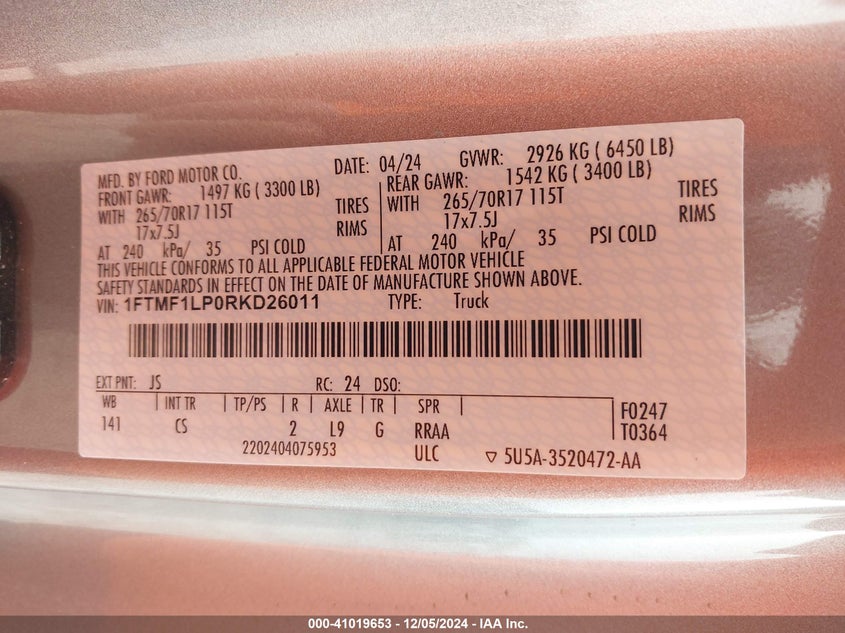 MFD. BY FORD MOTOR CO. DATE: 04/24 GVWR: 2926 KG ( 6450 LB)
FRONT GAWR: 1497 KG ( 3300 LB) REAR GAWR: 1542 KG ( 3400 LB)
WITH 265/70R17 115T TIRES WITH 265/70R17 115T TIRES
17x7.5J RIMS 17x7.5J RIMS
AT 240 kPa/ 35 PSI COLD AT 240 kPa/ 35 PSI COLD
THIS VEHICLE CONFORMS TO ALL APPLICABLE FEDERAL MOTOR VEHICLE
SAFETY STANDARDS IN EFFECT ON THE DATE OF MANUFACTURE SHOWN ABOVE.
VIN: 1FTMF1LP0RKD26011 TYPE: Truck
EXT PNT: JS RC: 24 DSO:
WB INT TR TP/PS R AXLE TR SPR F0247
141 CS 2 L9 G RRAA T0364
2202404075953 ULC ▽ 5U5A-3520472-AA
000-41019653 - 12/05/2024 - IAA Inc.